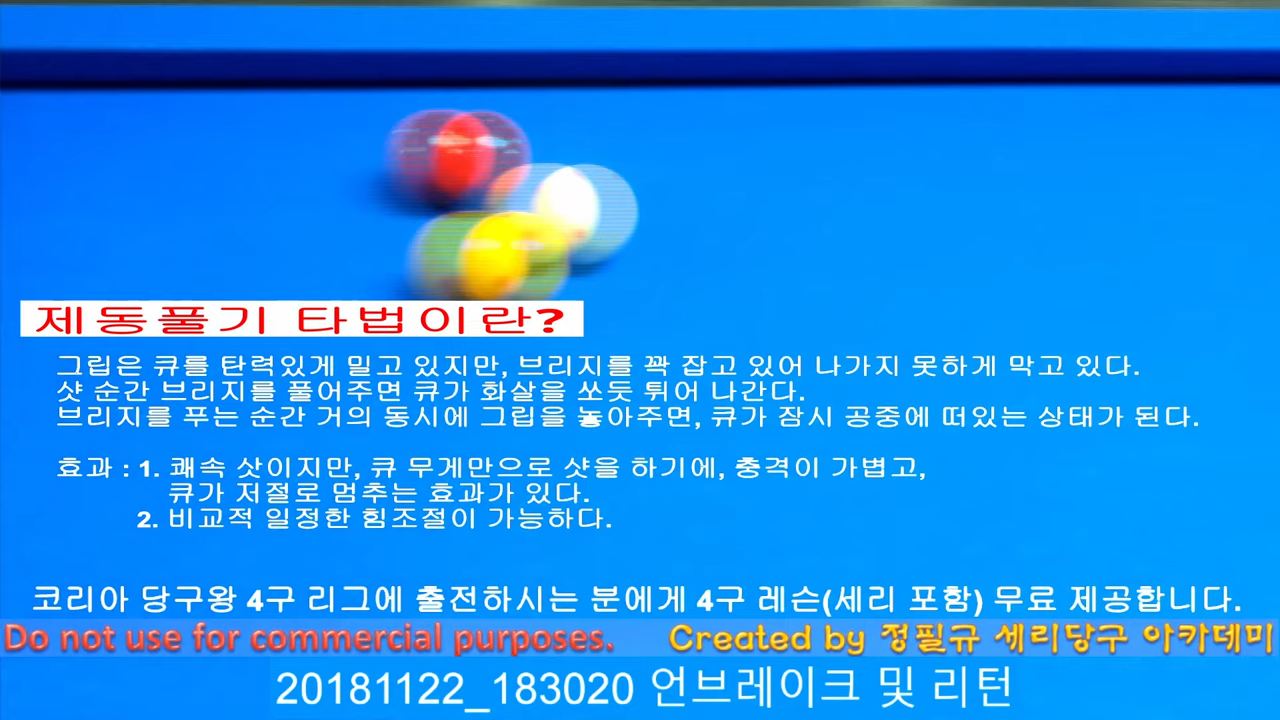 제동풀기 타법이란?
그립은 큐를 탄력있게 밀고 있지만, 브리지를 꽉 잡고 있어 나가지 못하게 막고 있다.
샷 순간 브리지를 풀어주면 큐가 화살을 쏘듯 튀어 나간다.
브리지를 푸는 순간 거의 동시에 그립을 놓아주면, 큐가 잠시 공중에 떠있는 상태가 된다.
효과 : 1. 쾌속 샷이지만, 큐 무게만으로 샷을 하기에, 충격이 가볍고,
큐가 저절로 멈추는 효과가 있다.
2. 비교적 일정한 힘조절이 가능하다.
코리아 당구왕 4구 리그에 출전하시는 분에게 4구 레슨(세리 포함) 무료 제공합니다.
Do not use for commercial purposes. Created by 정필규 세리당구 아카데미
20181122_183020 언브레이크 및 리턴